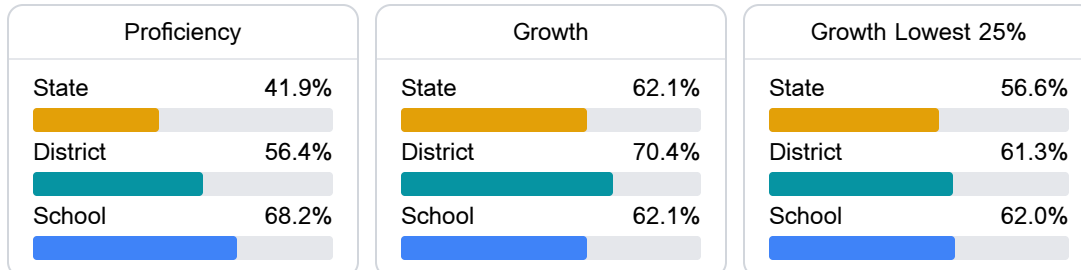 Proficiency
State 41.9%
District 56.4%
School 68.2%
Growth
State 62.1%
District 70.4%
School 62.1%
Growth Lowest 25%
State 56.6%
District 61.3%
School 62.0%